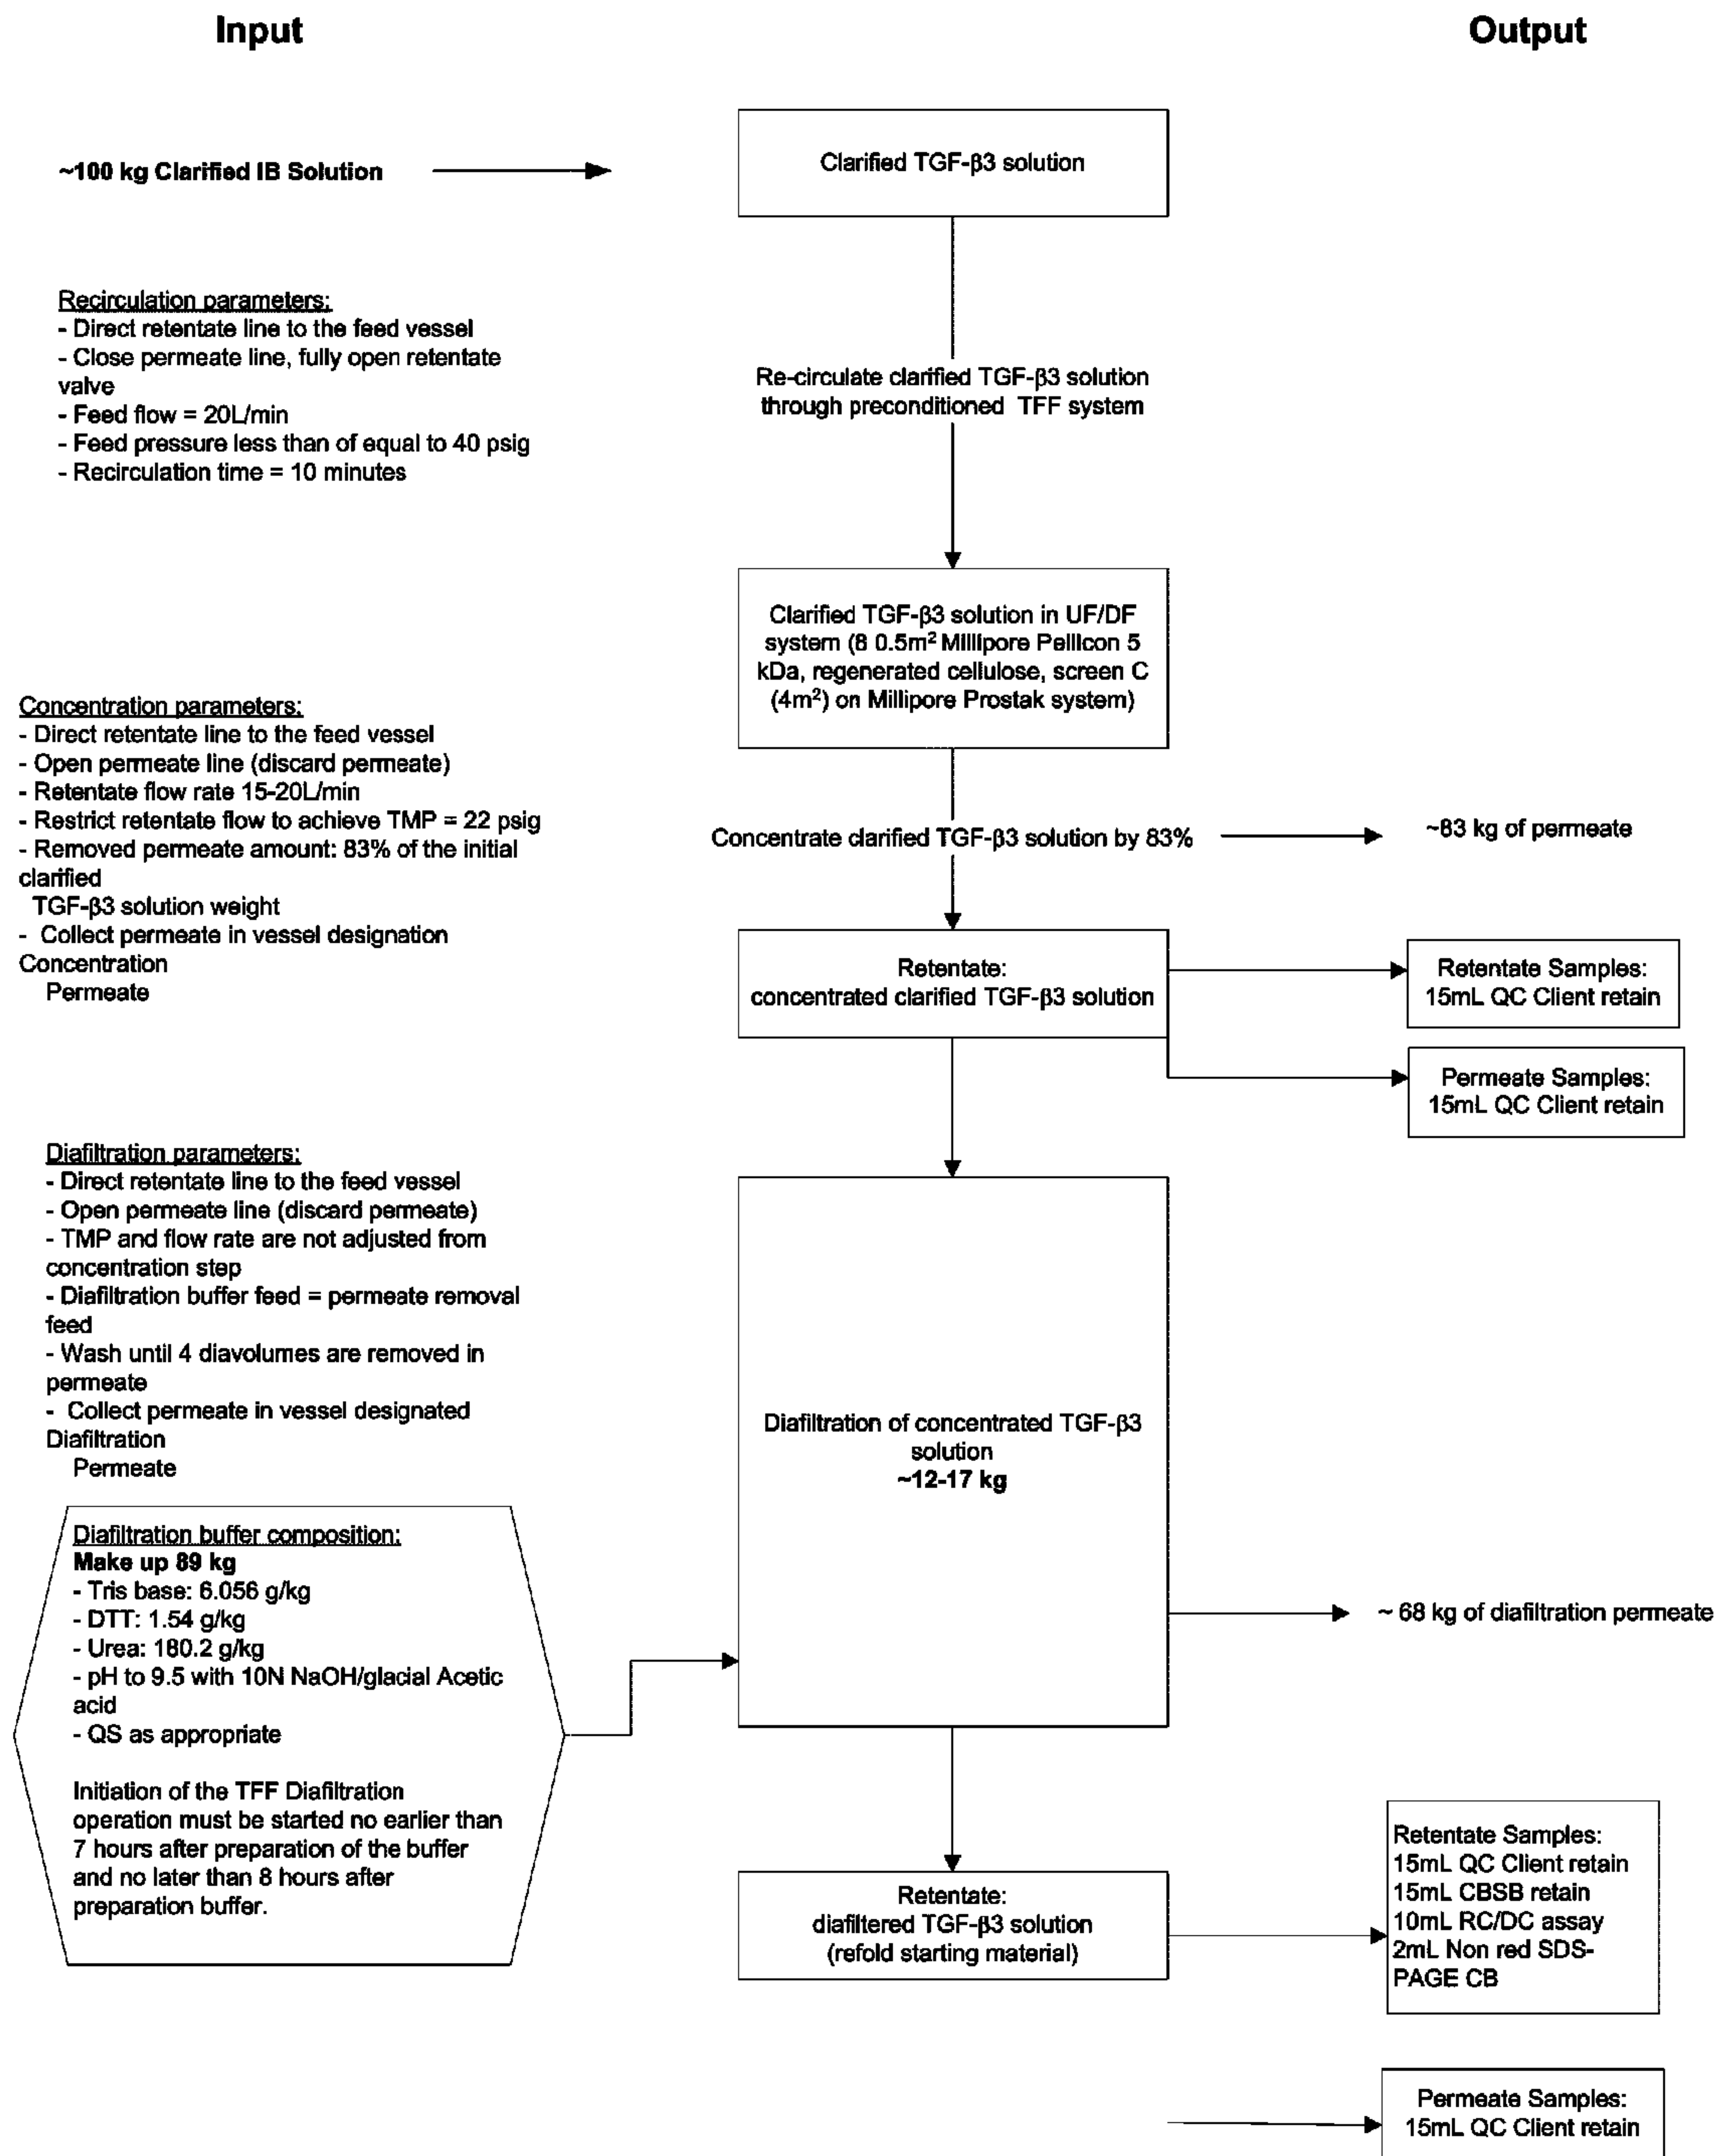 Input
Output
~100 kg Clarified IB Solution
Clarified TGF-β3 solution
Recirculation parameters:
- Direct retentate line to the feed vessel
- Close permeate line, fully open retentate
valve
- Feed flow = 20L/min
- Feed pressure less than of equal to 40 psig
- Recirculation time = 10 minutes
Re-circulate clarified TGF-β3 solution
through preconditioned TFF system
Clarified TGF-β3 solution in UF/DF
system (8 0.5m² Millipore Pellicon 5
kDa, regenerated cellulose, screen C
(4m²) on Millipore Prostak system)
Concentration parameters:
- Direct retentate line to the feed vessel
- Open permeate line (discard permeate)
- Retentate flow rate 15-20L/min
- Restrict retentate flow to achieve TMP = 22 psig
- Removed permeate amount: 83% of the initial
clarified
TGF-β3 solution weight
- Collect permeate in vessel designation
Concentration
Permeate
Concentrate clarified TGF-β3 solution by 83%
~83 kg of permeate
Retentate:
concentrated clarified TGF-β3 solution
Retentate Samples:
15mL QC Client retain
Permeate Samples:
15mL QC Client retain
Diafiltration parameters:
- Direct retentate line to the feed vessel
- Open permeate line (discard permeate)
- TMP and flow rate are not adjusted from
concentration step
- Diafiltration buffer feed = permeate removal
feed
- Wash until 4 diavolumes are removed in
permeate
- Collect permeate in vessel designated
Diafiltration
Permeate
Diafiltration of concentrated TGF-β3
solution
~12-17 kg
Diafiltration buffer composition:
Make up 89 kg
- Tris base: 6.056 g/kg
- DTT: 1.54 g/kg
- Urea: 180.2 g/kg
- pH to 9.5 with 10N NaOH/glacial Acetic
acid
- QS as appropriate
Initiation of the TFF Diafiltration
operation must be started no earlier than
7 hours after preparation of the buffer
and no later than 8 hours after
preparation buffer.
~ 68 kg of diafiltration permeate
Retentate:
diafiltered TGF-β3 solution
(refold starting material)
Retentate Samples:
15mL QC Client retain
15mL CBSB retain
10mL RC/DC assay
2mL Non red SDS-
PAGE CB
Permeate Samples:
15mL QC Client retain